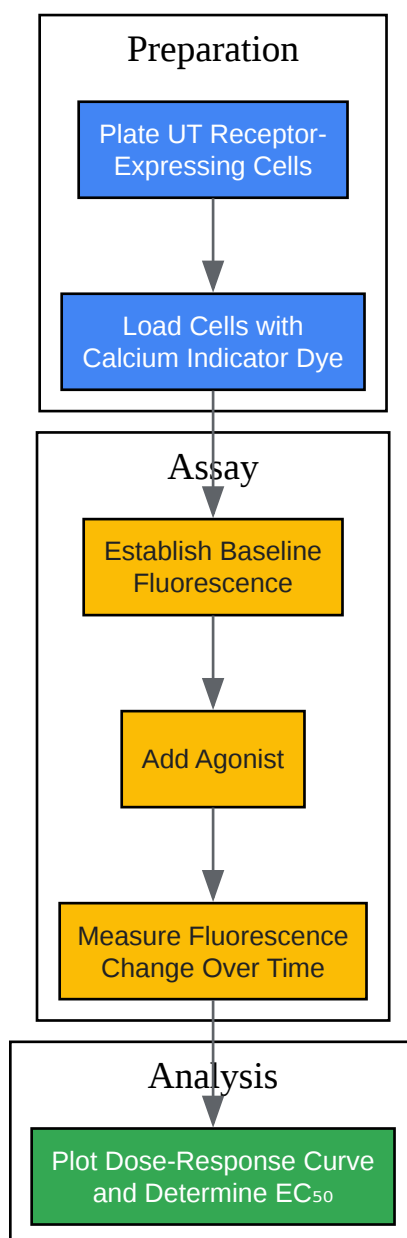 Preparation
Plate UT Receptor-
Expressing Cells
Load Cells with
Calcium Indicator Dye
Assay
Establish Baseline
Fluorescence
Add Agonist
Measure Fluorescence
Change Over Time
Analysis
Plot Dose-Response Curve
and Determine EC₅₀